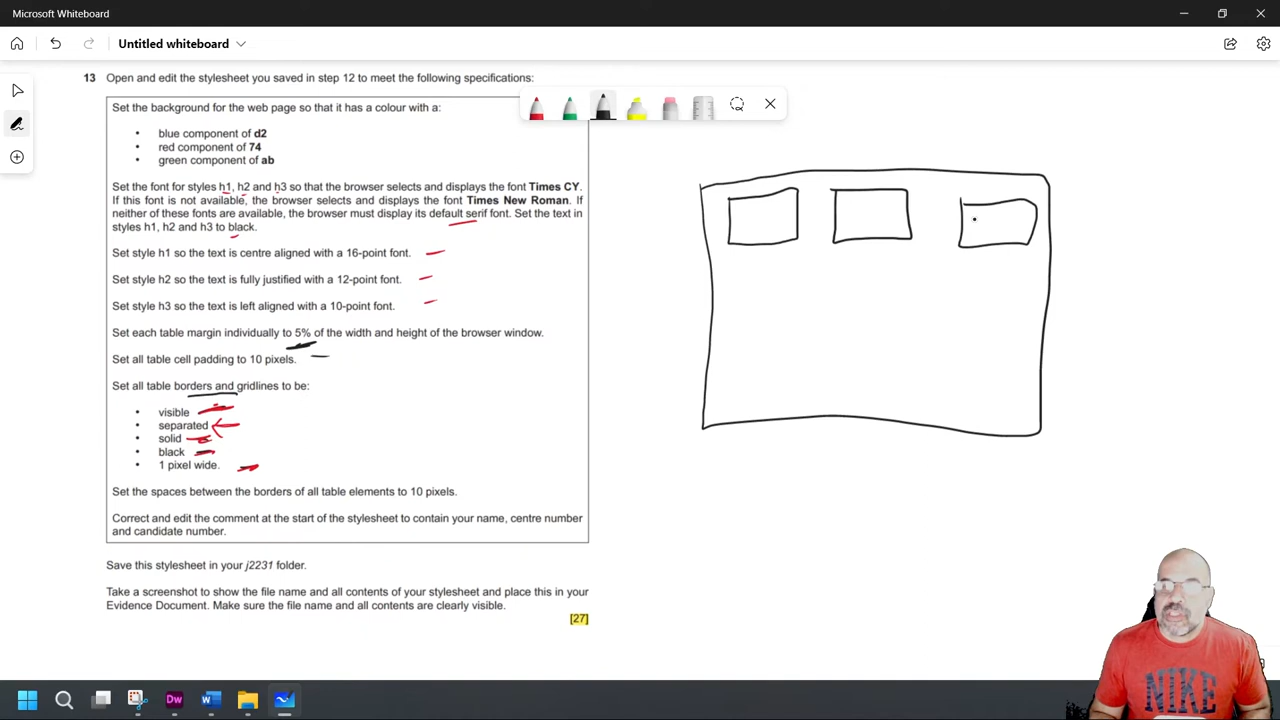 Microsoft Whiteboard
Untitled whiteboard
13 Open and edit the stylesheet you saved in step 12 to meet the following specifications:
Set the background for the web page so that it has a colour with a:
• blue component of d2
• red component of 74
• green component of ab
Set the font for styles h1, h2 and h3 so that the browser selects and displays the font Times CY.
If this font is not available, the browser selects and displays the font Times New Roman. If
neither of these fonts are available, the browser must display its default serif font. Set the text in
styles h1, h2 and h3 to black.
Set style h1 so the text is centre aligned with a 16-point font.
Set style h2 so the text is fully justified with a 12-point font.
Set style h3 so the text is left aligned with a 10-point font.
Set each table margin individually to 5% of the width and height of the browser window.
Set all table cell padding to 10 pixels.
Set all table borders and gridlines to be:
• visible
• separated
• solid
• black
• 1 pixel wide.
Set the spaces between the borders of all table elements to 10 pixels.
Correct and edit the comment at the start of the stylesheet to contain your name, centre number
and candidate number.
Save this stylesheet in your j2231 folder.
Take a screenshot to show the file name and all contents of your stylesheet and place this in your
Evidence Document. Make sure the file name and all contents are clearly visible.
[27]
NIKE
Dw
W